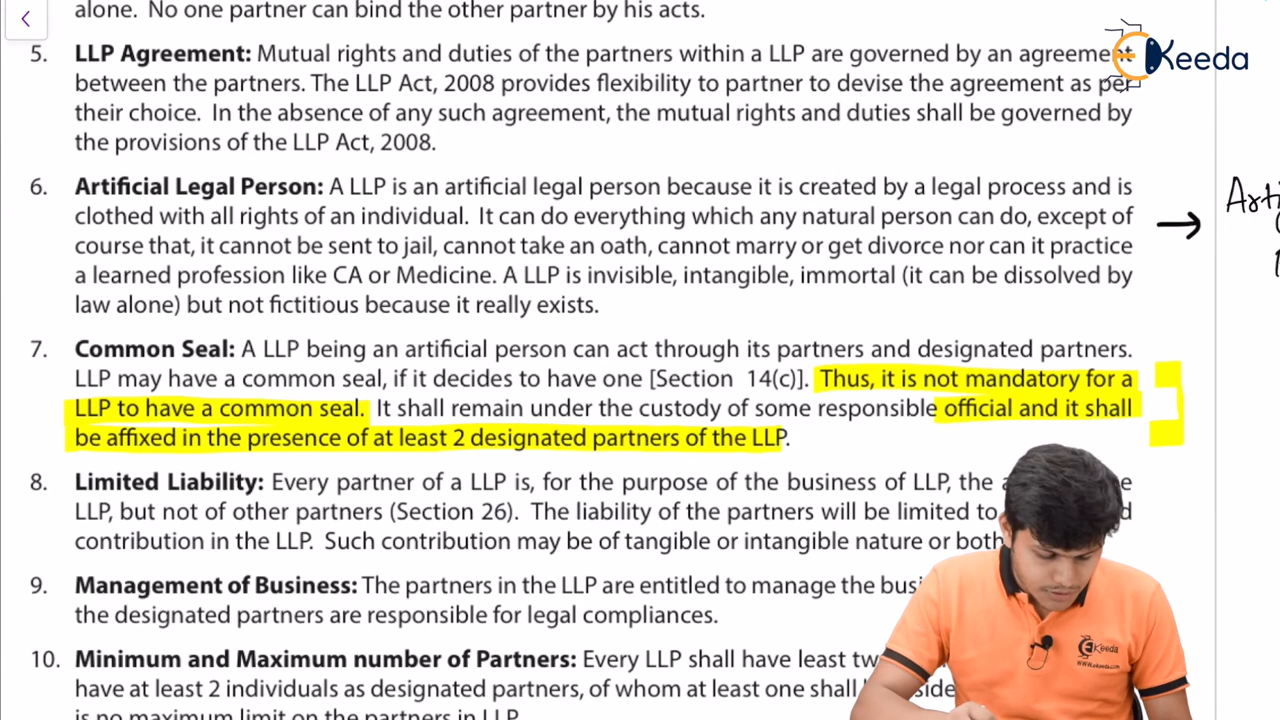 alone. No one partner can bind the other partner by his acts.
Keeda
5. LLP Agreement: Mutual rights and duties of the partners within a LLP are governed by an agreement
between the partners. The LLP Act, 2008 provides flexibility to partner to devise the agreement as per
their choice. In the absence of any such agreement, the mutual rights and duties shall be governed by
the provisions of the LLP Act, 2008.
6. Artificial Legal Person: A LLP is an artificial legal person because it is created by a legal process and is
clothed with all rights of an individual. It can do everything which any natural person can do, except of
course that, it cannot be sent to jail, cannot take an oath, cannot marry or get divorce nor can it practice
a learned profession like CA or Medicine. A LLP is invisible, intangible, immortal (it can be dissolved by
law alone) but not fictitious because it really exists.
7. Common Seal: A LLP being an artificial person can act through its partners and designated partners.
LLP may have a common seal, if it decides to have one [Section 14(c)]. Thus, it is not mandatory for a
LLP to have a common seal. It shall remain under the custody of some responsible official and it shall
be affixed in the presence of at least 2 designated partners of the LLP.
8. Limited Liability: Every partner of a LLP is, for the purpose of the business of LLP, the
LLP, but not of other partners (Section 26). The liability of the partners will be limited to
contribution in the LLP. Such contribution may be of tangible or intangible nature or both
9. Management of Business: The partners in the LLP are entitled to manage the
the designated partners are responsible for legal compliances.
10. Minimum and Maximum number of Partners: Every LLP shall have least
have at least 2 individuals as designated partners, of whom at least one shall
is no maximum limit on the partners in LLP.
Keeda